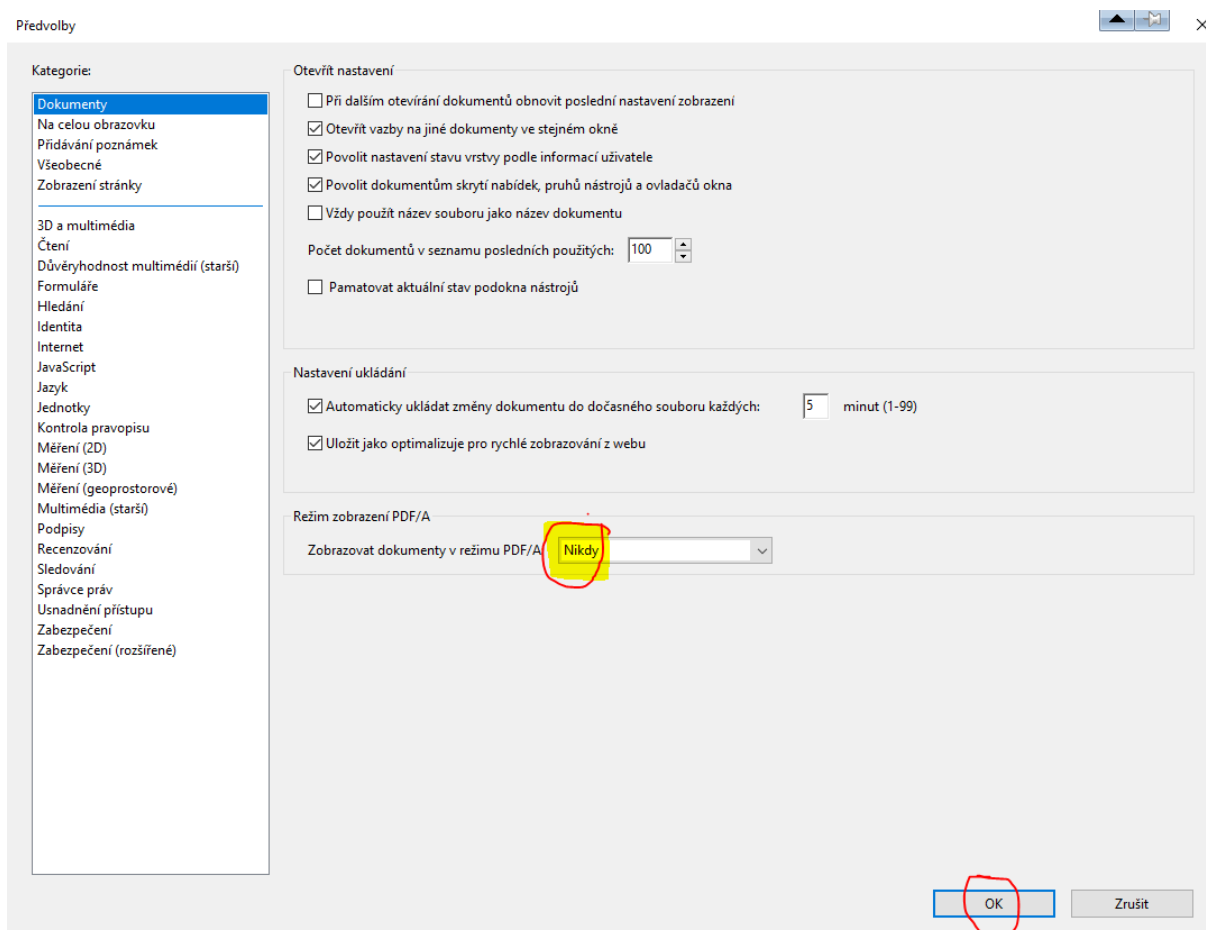 Předvolby
Kategorie:
Dokumenty
Na celou obrazovku
Přidávání poznámek
Všeobecné
Zobrazení stránky
3D a multimédia
Čtení
Důvěryhodnost multimédií (starší)
Formuláře
Hledání
Identita
Internet
JavaScript
Jazyk
Jednotky
Kontrola pravopisu
Měření (2D)
Měření (3D)
Měření (geoprostorové)
Multimédia (starší)
Podpisy
Recenzování
Sledování
Správce práv
Usnadnění přístupu
Zabezpečení
Zabezpečení (rozšířené)
Otevřít nastavení
Při dalším otevírání dokumentů obnovit poslední nastavení zobrazení
Otevřít vazby na jiné dokumenty ve stejném okně
Povolit nastavení stavu vrstvy podle informací uživatele
Povolit dokumentům skrytí nabídek, pruhů nástrojů a ovladačů okna
Vždy použít název souboru jako název dokumentu
Počet dokumentů v seznamu posledních použitých: 100
Pamatovat aktuální stav podokna nástrojů
Nastavení ukládání
Automaticky ukládat změny dokumentu do dočasného souboru každých: 5 minut (1-99)
Uložit jako optimalizuje pro rychlé zobrazování z webu
Režim zobrazení PDF/A
Zobrazovat dokumenty v režimu PDF/A Nikdy
OK Zrušit